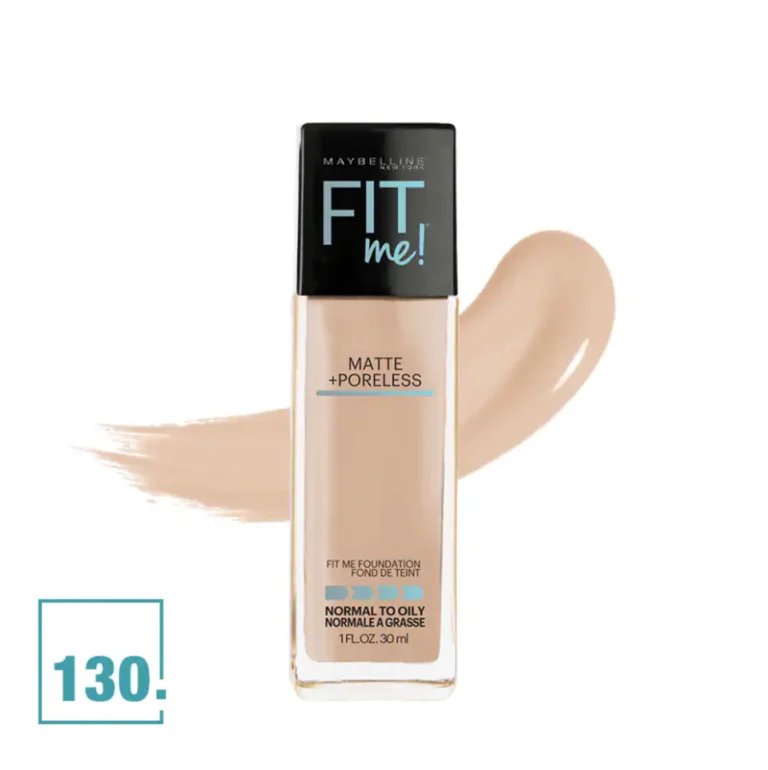 MAYBELLINE
NEW YORK
FIT
me!
MATTE
+PORELESS
FIT ME FOUNDATION
FOND DE TEINT
NORMAL TO OILY
NORMALE A GRASSE
1 FL.OZ. 30 ml
130.